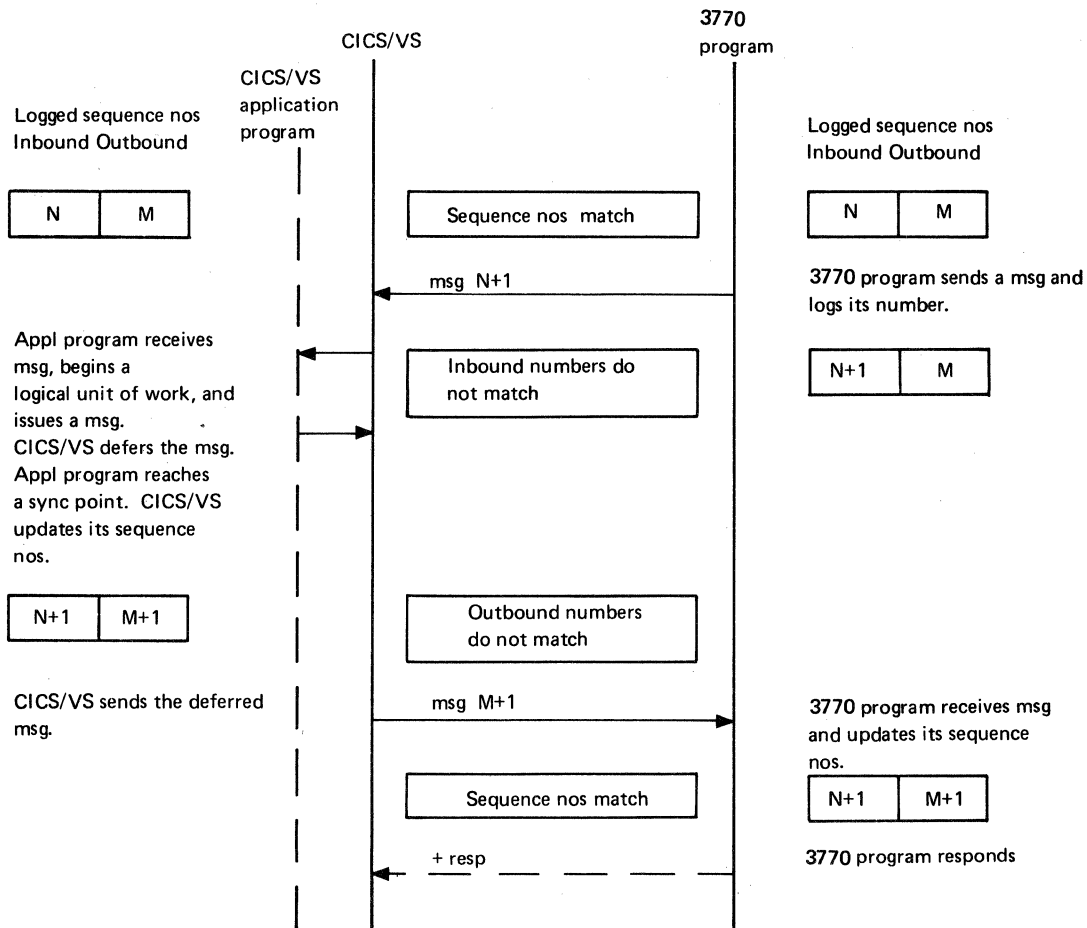 3770
program
CICS/VS
CICS/VS
application
program
Logged sequence nos
Inbound Outbound
Logged sequence nos
Inbound Outbound
N M
Sequence nos match
N M
msg N+1
3770 program sends a msg and
logs its number.
Appl program receives
msg, begins a
logical unit of work, and
issues a msg.
CICS/VS defers the msg.
Appl program reaches
a sync point. CICS/VS
updates its sequence
nos.
Inbound numbers do
not match
N+1 M
N+1 M+1
Outbound numbers
do not match
CICS/VS sends the deferred
msg.
msg M+1
3770 program receives msg
and updates its sequence
nos.
Sequence nos match
N+1 M+1
+ resp
3770 program responds